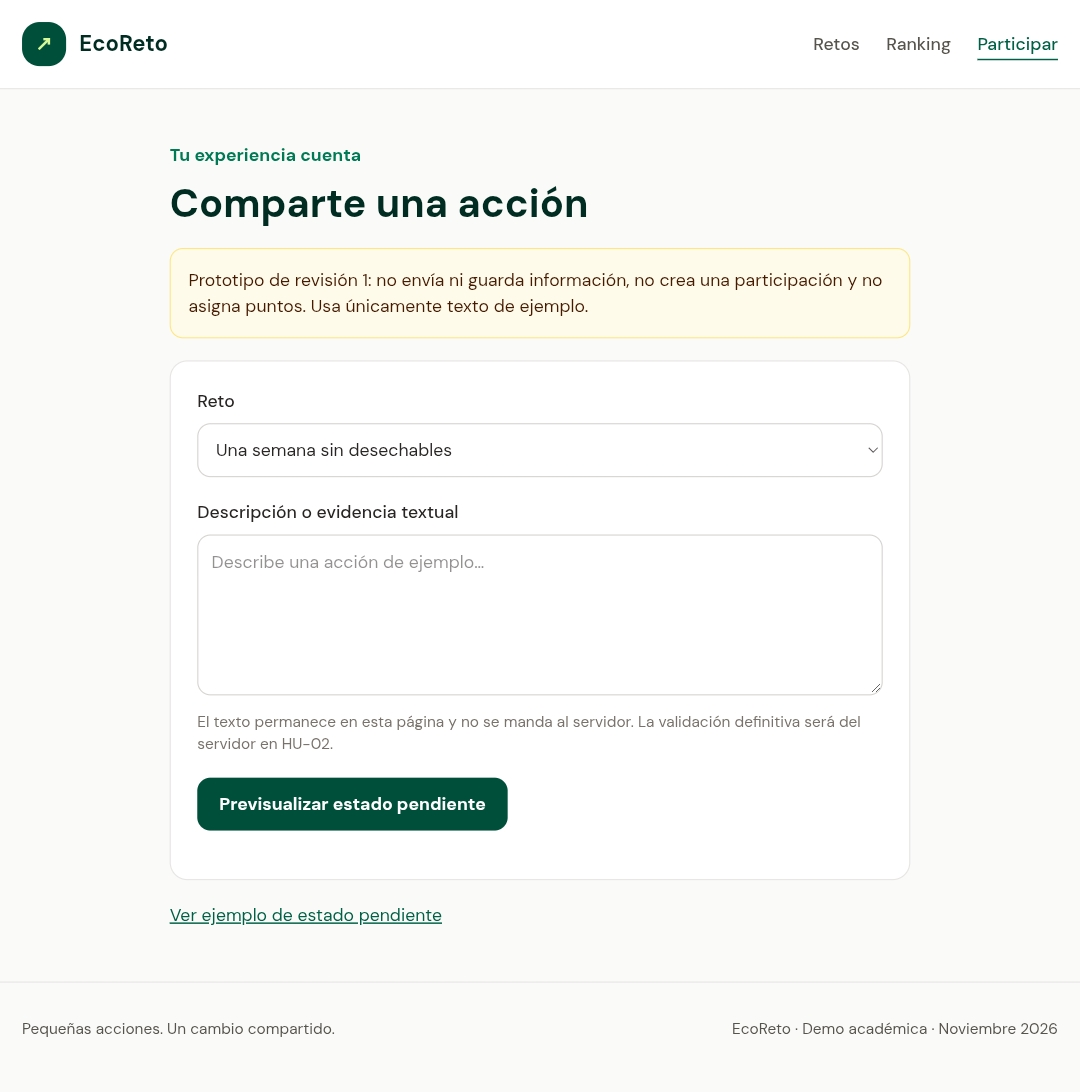 EcoReto
Retos
Ranking
Participar
Tu experiencia cuenta
Comparte una acción
Prototipo de revisión 1: no envía ni guarda información, no crea una participación y no
asigna puntos. Usa únicamente texto de ejemplo.
Reto
Una semana sin desechables
Descripción o evidencia textual
Describe una acción de ejemplo...
El texto permanece en esta página y no se manda al servidor. La validación definitiva será del
servidor en HU-02.
Previsualizar estado pendiente
Ver ejemplo de estado pendiente
Pequeñas acciones. Un cambio compartido.
EcoReto · Demo académica · Noviembre 2026